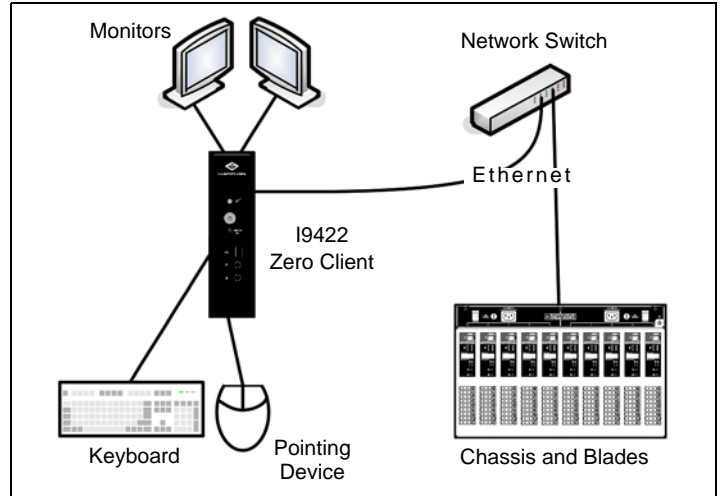 Monitors
Network Switch
Ethernet
I9422
Zero Client
Keyboard
Pointing
Device
Chassis and Blades